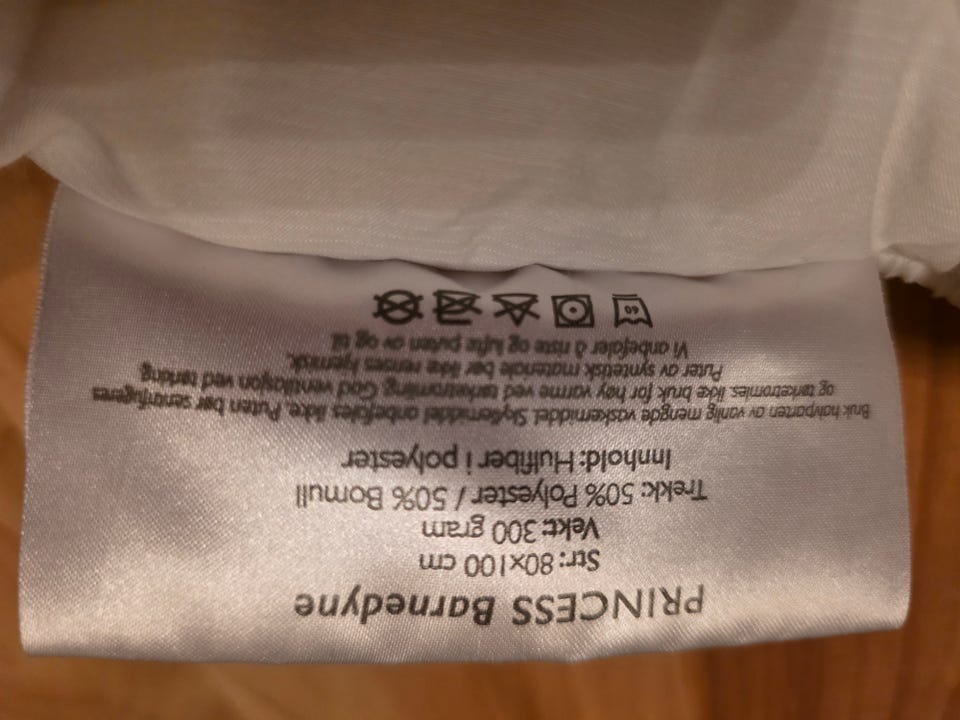 PRINCESS Barnedyne
Str: 80x100 cm
Vekt: 300 gram
Trekk: 50% Polyester / 50% Bomull
Innhold: Hulfiber i polyester
Bruk halvparten av vanlig mengde vaskemiddel. Skyllemiddel anbefales ikke. Puten bør sentrifugeres
og tørketromles. Ikke bruk for høy varme ved tørketromling. God ventilasjon ved tørking
Puter av syntetisk materiale bør ikke renses kjemisk.
Vi anbefaler å riste og lufte puten av og til.
60